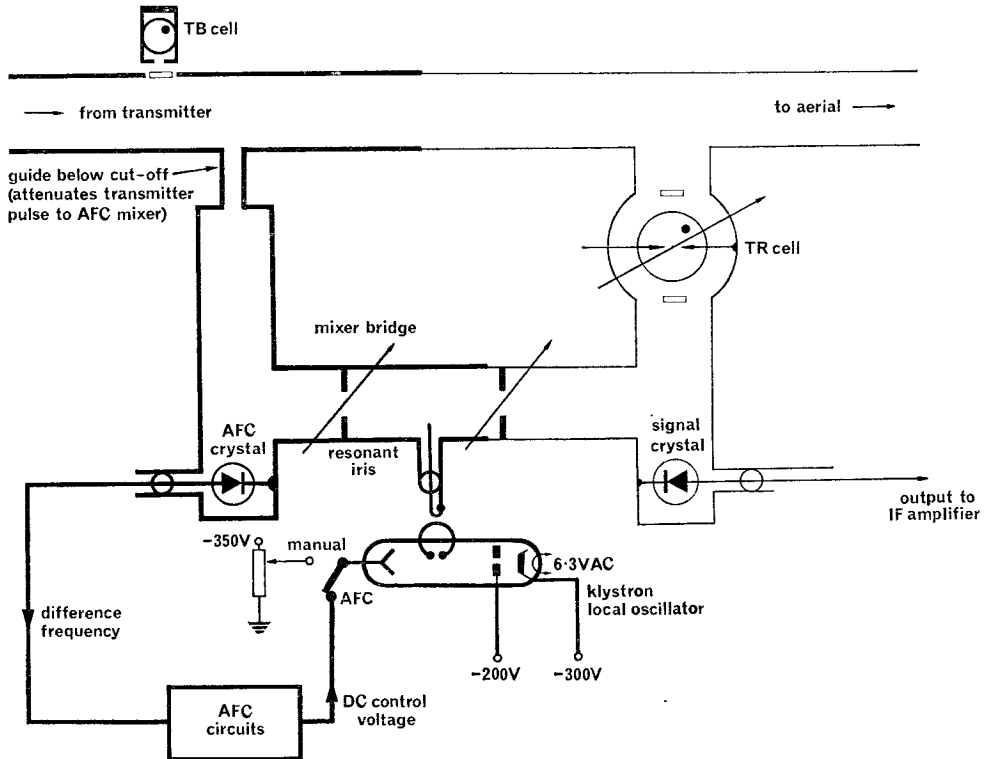 TB cell
from transmitter
to aerial
guide below cut-off
(attenuates transmitter
pulse to AFC mixer)
TR cell
mixer bridge
AFC
crystal
resonant
iris
signal
crystal
output to
IF amplifier
-350V
manual
6·3VAC
AFC
klystron
local oscillator
difference
frequency
-200V
-300V
DC control
voltage
AFC
circuits